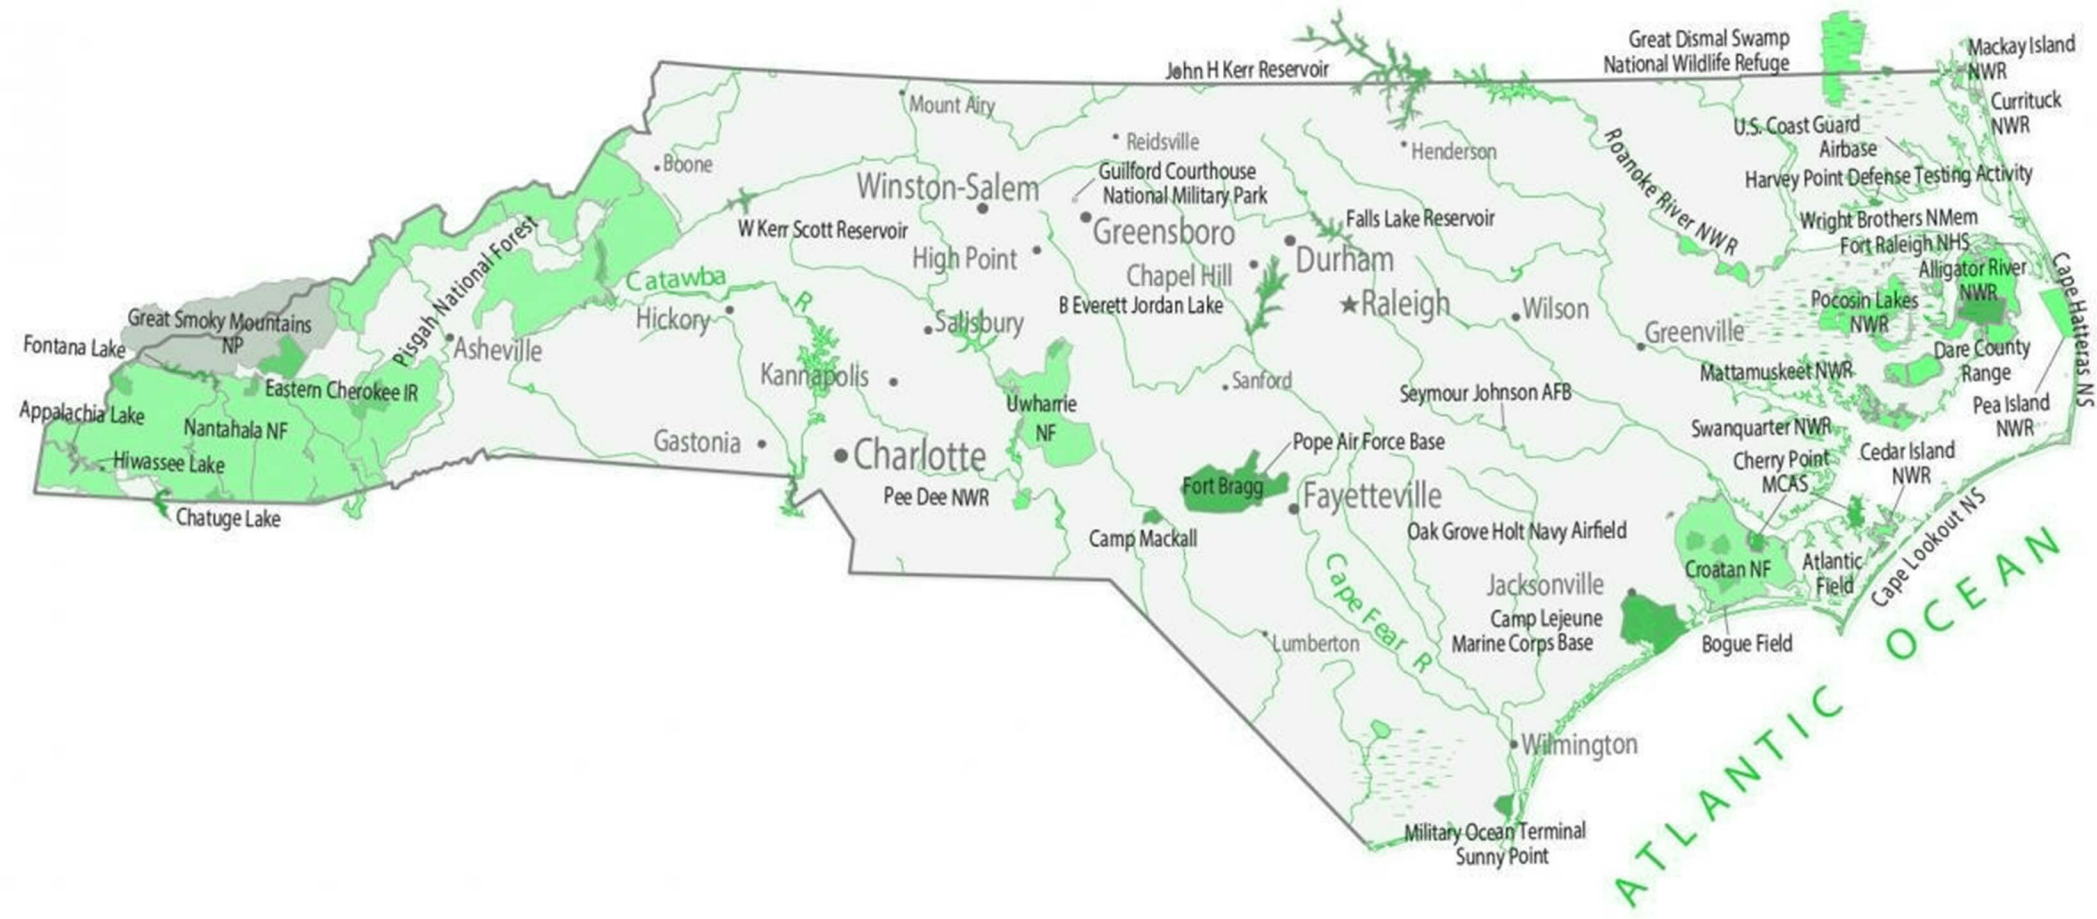 Great Dismal Swamp
National Wildlife Refuge
Mackay Island
NWR
John H Kerr Reservoir
Currituck
NWR
Mount Airy
U.S. Coast Guard
Airbase
Reidsville
Henderson
Roanoke River NWR
Boone
Guilford Courthouse
National Military Park
Harvey Point Defense Testing Activity
Winston-Salem
W Kerr Scott Reservoir
Greensboro
Falls Lake Reservoir
Wright Brothers NMem
Fort Raleigh NHS
High Point
Chapel Hill
Durham
Alligator River
NWR
Cape Hatteras NS
Pisgah National Forest
Catawba
R
B Everett Jordan Lake
Raleigh
Wilson
Pocosin Lakes
NWR
Great Smoky Mountains
NP
Hickory
Salisbury
Greenville
Fontana Lake
Asheville
Dare County
Range
Eastern Cherokee IR
Kannapolis
Sanford
Mattamuskeet NWR
Seymour Johnson AFB
Appalachia Lake
Nantahala NF
Uwharrie
NF
Pea Island
NWR
Gastonia
Charlotte
Pope Air Force Base
Swanquarter NWR
Hiwassee Lake
Cherry Point
MCAS
Cedar Island
NWR
Fort Bragg
Pee Dee NWR
Fayetteville
Chatuge Lake
Camp Mackall
Oak Grove Holt Navy Airfield
Cape Lookout NS
Croatan NF
Atlantic
Field
Cape Fear R
Jacksonville
Camp Lejeune
Marine Corps Base
Lumberton
Bogue Field
ATLANTIC OCEAN
Wilmington
Military Ocean Terminal
Sunny Point